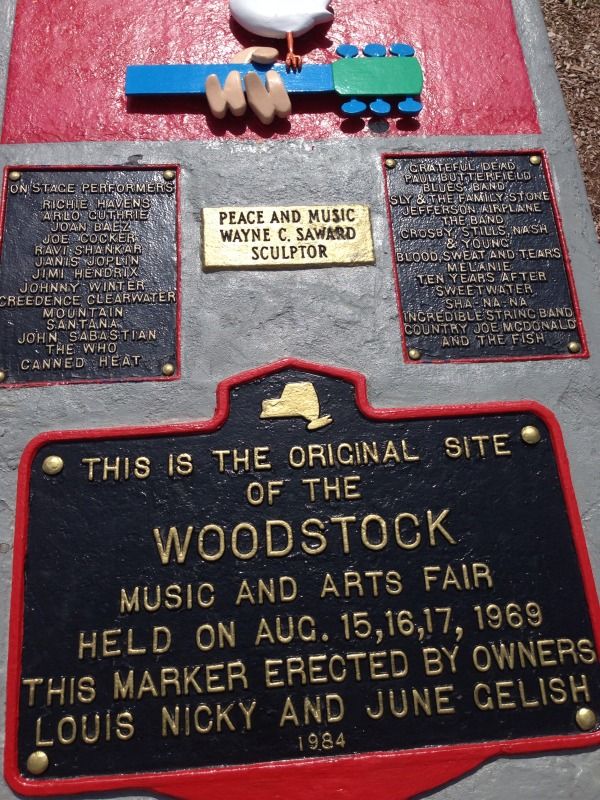 ON STAGE PERFORMERS
RICHIE HAVENS
ARLO GUTHRIE
JOAN BAEZ
JOE COCKER
RAVI SHANKAR
JANIS JOPLIN
JIMI HENDRIX
JOHNNY WINTER
CREEDENCE CLEARWATER
MOUNTAIN
SANTANA
JOHN SABASTIAN
THE WHO
CANNED HEAT
PEACE AND MUSIC
WAYNE C. SAWARD
SCULPTOR
GRATEFUL DEAD
PAUL BUTTERFIELD
BLUES BAND
SLY & THE FAMILY STONE
JEFFERSON AIRPLANE
THE BAND
CROSBY, STILLS, NASH
& YOUNG
BLOOD, SWEAT AND TEARS
MELANIE
TEN YEARS AFTER
SWEETWATER
SHA-NA-NA
INCREDIBLE STRING BAND
COUNTRY JOE MCDONALD
AND THE FISH
THIS IS THE ORIGINAL SITE
OF THE
WOODSTOCK
MUSIC AND ARTS FAIR
HELD ON AUG. 15,16,17, 1969
THIS MARKER ERECTED BY OWNERS
LOUIS NICKY AND JUNE GELISH
1984